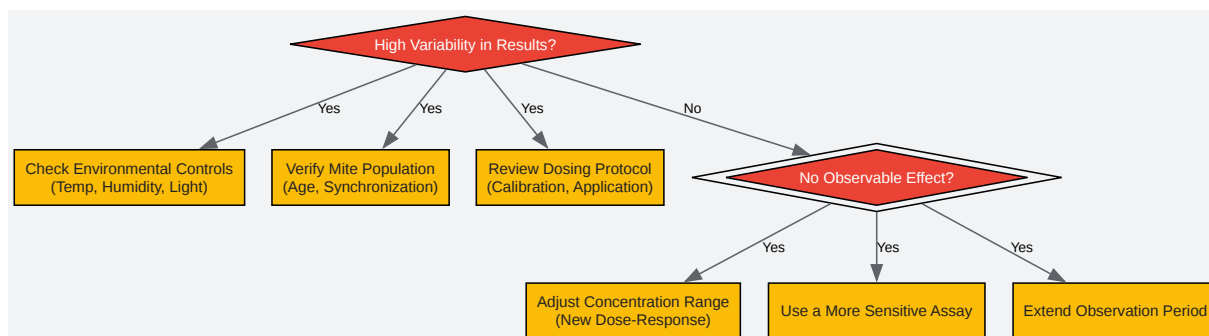 High Variability in Results?
Yes
Yes
Yes
No
Check Environmental Controls
(Temp, Humidity, Light)
Verify Mite Population
(Age, Synchronization)
Review Dosing Protocol
(Calibration, Application)
No Observable Effect?
Yes
Yes
Yes
Adjust Concentration Range
(New Dose-Response)
Use a More Sensitive Assay
Extend Observation Period